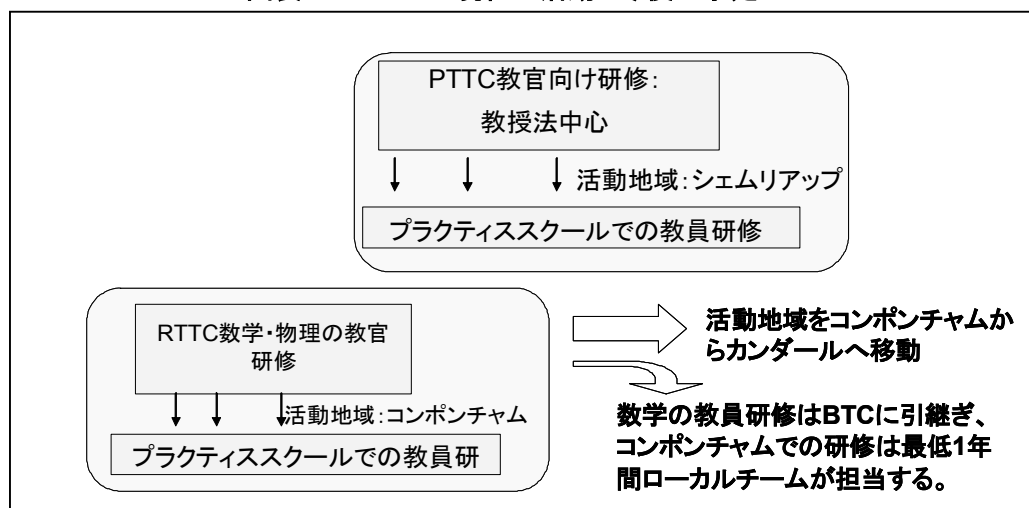 PTTC教官向け研修：
教授法中心
活動地域：シェムリアップ
プラクティススクールでの教員研修
RTTC数学・物理の教官
研修
活動地域：コンポンチャム
プラクティススクールでの教員研
活動地域をコンポンチャムか
らカンダールへ移動
数学の教員研修はBTCに引継ぎ、
コンポンチャムでの研修は最低1年
間ローカルチームが担当する。